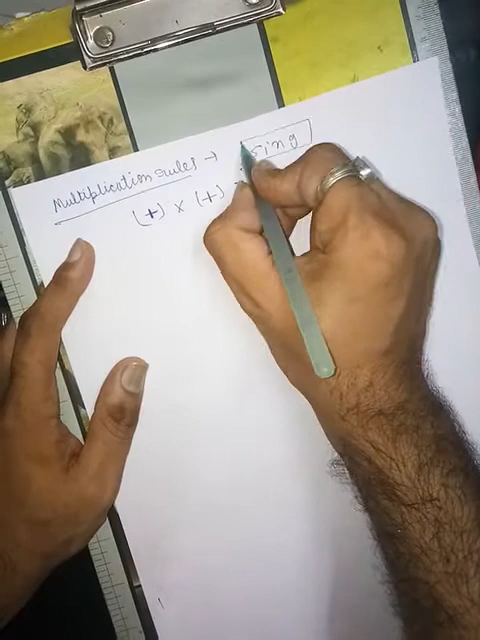 Multiplication rules → sing
(+) × (+)